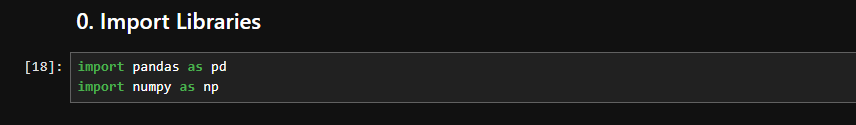 0. Import Libraries
[18]: import pandas as pd
import numpy as np